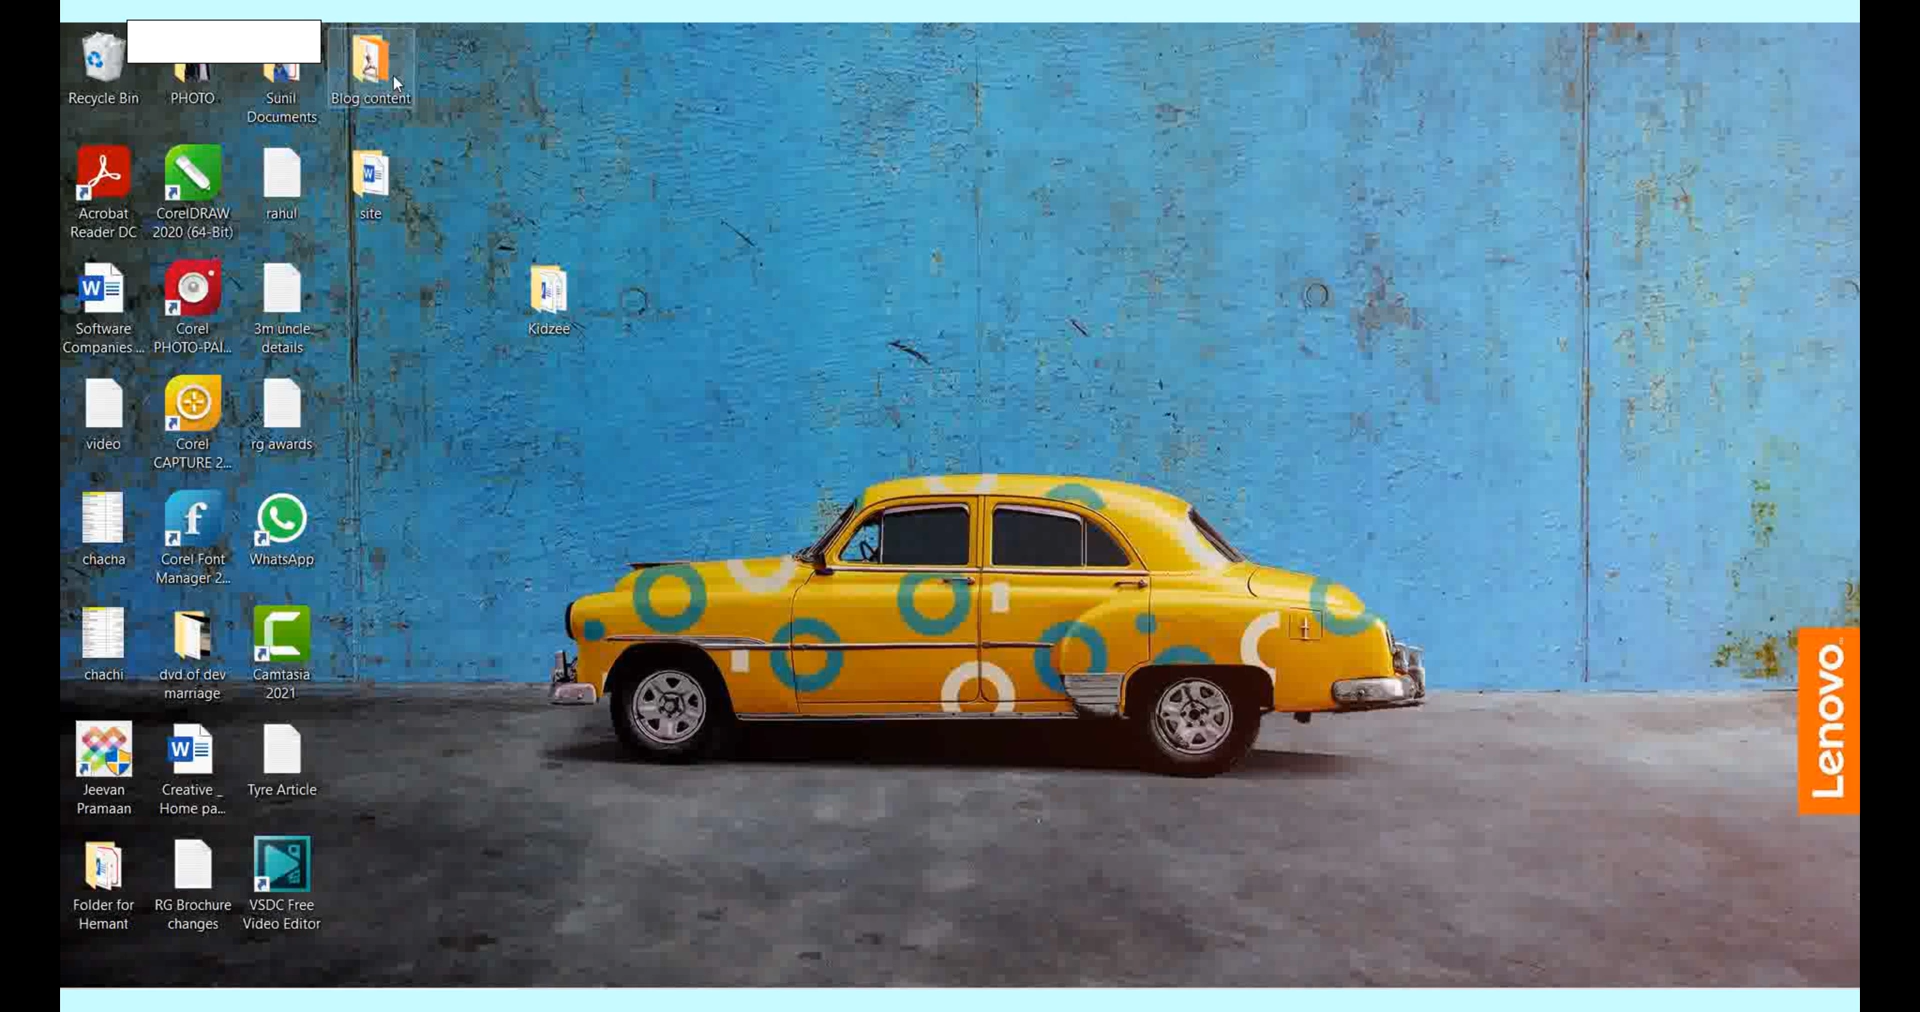 Recycle Bin
PHOTO
Sunil
Documents
Blog content
Acrobat
Reader DC
CorelDRAW
2020 (64-Bit)
rahul
site
Software
Companies ...
Corel
PHOTO-PAI...
3m uncle
details
Kidzee
video
Corel
CAPTURE 2...
rg awards
chacha
Corel Font
Manager 2...
WhatsApp
chachi
dvd of dev
marriage
Camtasia
2021
Jeevan
Pramaan
Creative _
Home pa...
Tyre Article
Folder for
Hemant
RG Brochure
changes
VSDC Free
Video Editor
Lenovo